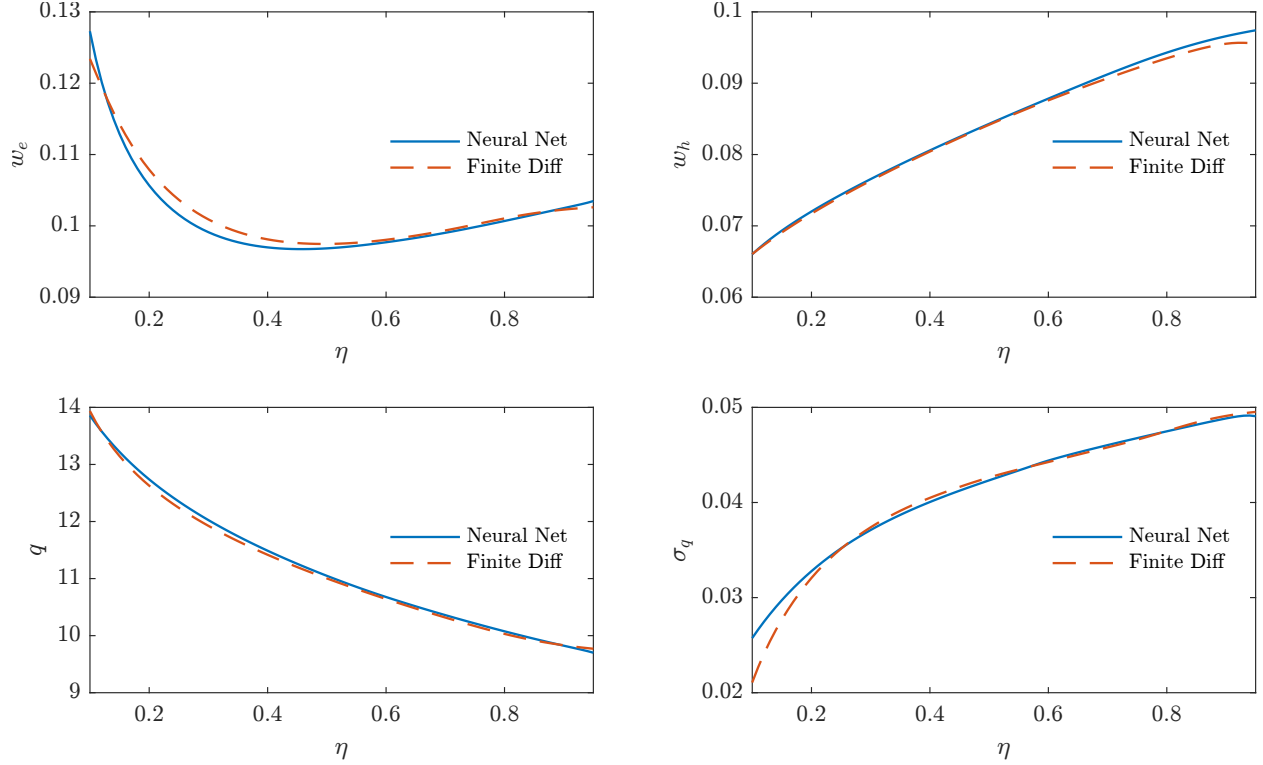 0.13
0.12
0.11
0.1
0.09
w_e
0.2 0.4 0.6 0.8
η
Neural Net
Finite Diff
0.1
0.09
0.08
0.07
0.06
w_h
0.2 0.4 0.6 0.8
η
Neural Net
Finite Diff
14
13
12
11
10
9
q
0.2 0.4 0.6 0.8
η
Neural Net
Finite Diff
0.05
0.04
0.03
0.02
σ_q
0.2 0.4 0.6 0.8
η
Neural Net
Finite Diff